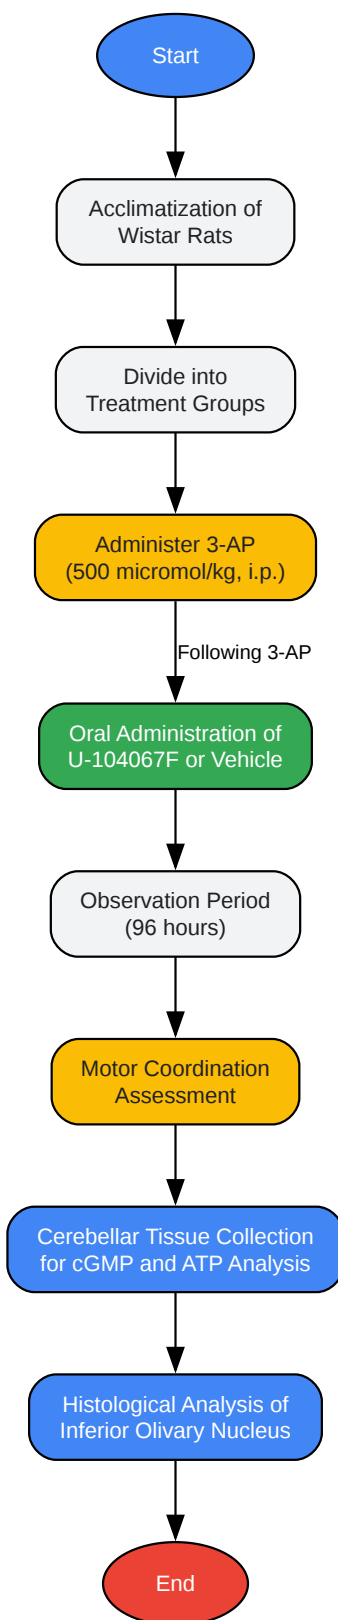 Start
Acclimatization of
Wistar Rats
Divide into
Treatment Groups
Administer 3-AP
(500 micromol/kg, i.p.)
Following 3-AP
Oral Administration of
U-104067F or Vehicle
Observation Period
(96 hours)
Motor Coordination
Assessment
Cerebellar Tissue Collection
for cGMP and ATP Analysis
Histological Analysis of
Inferior Olivary Nucleus
End